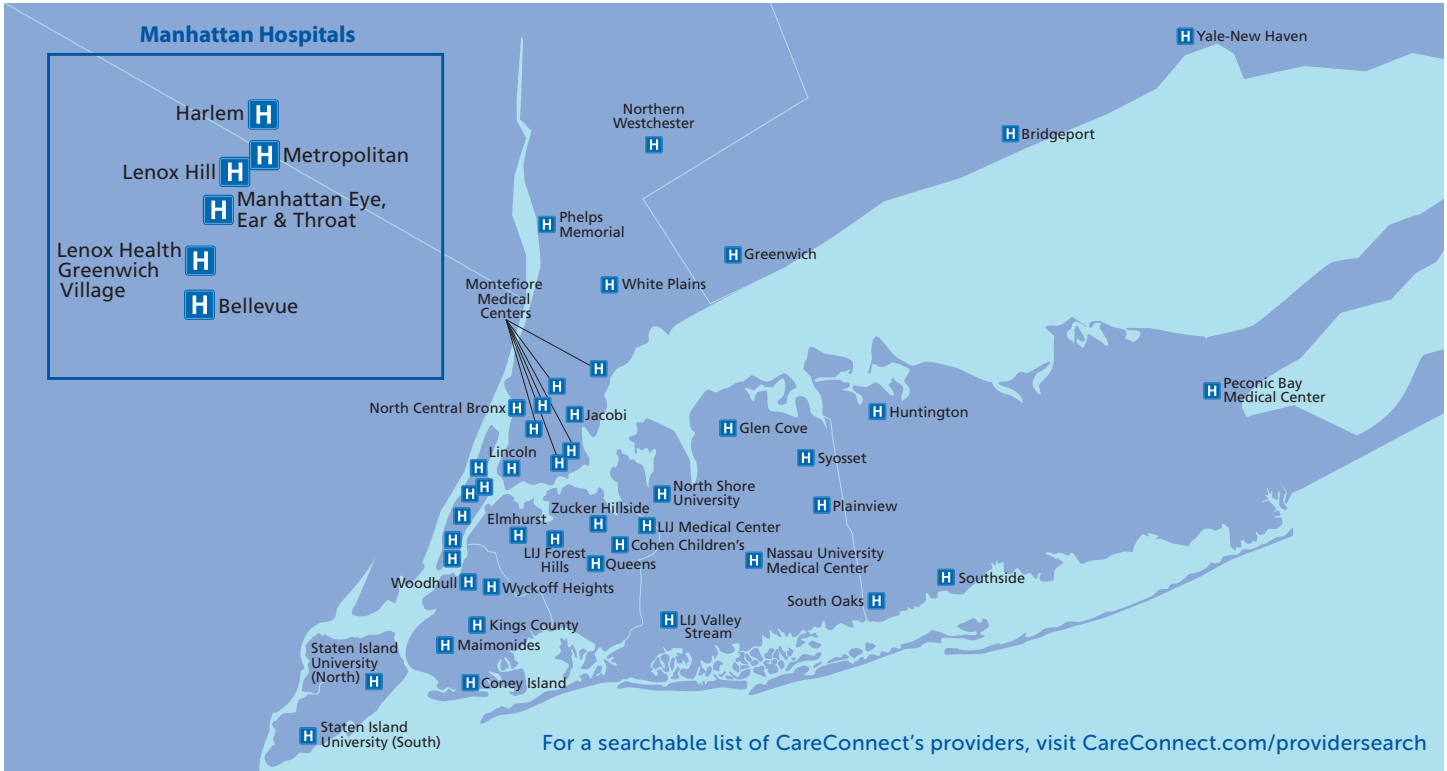 Manhattan Hospitals
Harlem H
H Metropolitan
Lenox Hill H
H Manhattan Eye,
Ear & Throat
Lenox Health
Greenwich
Village
H
H Bellevue
H Yale-New Haven
H Bridgeport
Northern
Westchester
H
H Phelps
Memorial
H Greenwich
H White Plains
Montefiore
Medical
Centers
H
H
H
H
H
H
North Central Bronx H
H Jacobi
Lincoln
H
H
H
H
H
H
H
H Peconic Bay
Medical Center
H Huntington
H Glen Cove
H Syosset
H North Shore
University
H Plainview
Zucker Hillside
H
Elmhurst
H
H LIJ Medical Center
H
LIJ Forest
Hills
H Cohen Children's
H Queens
H Nassau University
Medical Center
Woodhull H
H Wyckoff Heights
H Southside
South Oaks H
H Kings County
H LIJ Valley
Stream
H Maimonides
Staten Island
University
(North) H
H Coney Island
H Staten Island
University (South)
For a searchable list of CareConnect's providers, visit CareConnect.com/providersearch